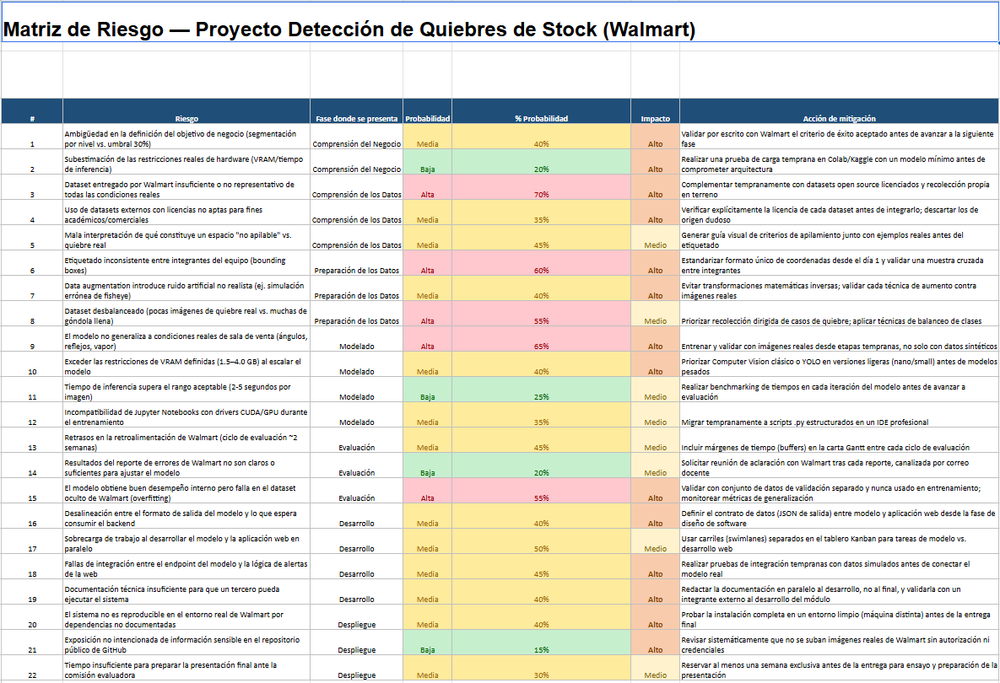 Matriz de Riesgo — Proyecto Detección de Quiebres de Stock (Walmart)
# Riesgo Fase donde se presenta Probabilidad % Probabilidad Impacto Acción de mitigación
1 Ambigüedad en la definición del objetivo de negocio (segmentación por nivel vs. umbral 30%) Comprensión del Negocio Media 40% Alto Validar por escrito con Walmart el criterio de éxito aceptado antes de avanzar a la siguiente fase
2 Subestimación de las restricciones reales de hardware (VRAM/tiempo de inferencia) Comprensión del Negocio Baja 20% Alto Realizar una prueba de carga temprana en Colab/Kaggle con un modelo mínimo antes de comprometer arquitectura
3 Dataset entregado por Walmart insuficiente o no representativo de todas las condiciones reales Comprensión de los Datos Alta 70% Alto Complementar tempranamente con datasets open source licenciados y recolección propia en terreno
4 Uso de datasets externos con licencias no aptas para fines académicos/comerciales Comprensión de los Datos Media 35% Alto Verificar explícitamente la licencia de cada dataset antes de integrarlo; descartar los de origen dudoso
5 Mala interpretación de qué constituye un espacio "no apilable" vs. quiebre real Comprensión de los Datos Media 45% Medio Generar guía visual de criterios de apilamiento junto con ejemplos reales antes del etiquetado
6 Etiquetado inconsistente entre integrantes del equipo (bounding boxes) Preparación de los Datos Alta 60% Alto Estandarizar formato único de coordenadas desde el día 1 y validar una muestra cruzada entre integrantes
7 Data augmentation introduce ruido artificial no realista (ej. simulación errónea de fisheye) Preparación de los Datos Media 40% Alto Evitar transformaciones matemáticas inversas; validar cada técnica de aumento contra imágenes reales
8 Dataset desbalanceado (pocas imágenes de quiebre real vs. muchas de góndola llena) Preparación de los Datos Alta 55% Medio Priorizar recolección dirigida de casos de quiebre; aplicar técnicas de balanceo de clases
9 El modelo no generaliza a condiciones reales de sala de venta (ángulos, reflejos, vapor) Modelado Alta 65% Alto Entrenar y validar con imágenes reales desde etapas tempranas, no solo con datos sintéticos
10 Exceder las restricciones de VRAM definidas (1.5–4.0 GB) al escalar el modelo Modelado Media 40% Alto Priorizar Computer Vision clásico o YOLO en versiones ligeras (nano/small) antes de modelos pesados
11 Tiempo de inferencia supera el rango aceptable (2-5 segundos por imagen) Modelado Baja 25% Medio Realizar benchmarking de tiempos en cada iteración del modelo antes de avanzar a evaluación
12 Incompatibilidad de Jupyter Notebooks con drivers CUDA/GPU durante el entrenamiento Modelado Media 35% Medio Migrar tempranamente a scripts .py estructurados en un IDE profesional
13 Retrasos en la retroalimentación de Walmart (ciclo de evaluación ~2 semanas) Evaluación Media 45% Medio Incluir márgenes de tiempo (buffers) en la carta Gantt entre cada ciclo de evaluación
14 Resultados del reporte de errores de Walmart no son claros o suficientes para ajustar el modelo Evaluación Baja 20% Medio Solicitar reunión de aclaración con Walmart tras cada reporte, canalizada por correo docente
15 El modelo obtiene buen desempeño interno pero falla en el dataset oculto de Walmart (overfitting) Evaluación Alta 55% Alto Validar con conjunto de datos de validación separado y nunca usado en entrenamiento; monitorear métricas de generalización
16 Desalineación entre el formato de salida del modelo y lo que espera consumir el backend Desarrollo Media 40% Alto Definir el contrato de datos (JSON de salida) entre modelo y aplicación web desde la fase de diseño de software
17 Sobrecarga de trabajo al desarrollar el modelo y la aplicación web en paralelo Desarrollo Media 50% Medio Usar carriles (swimlanes) separados en el tablero Kanban para tareas de modelo vs. desarrollo web
18 Fallas de integración entre el endpoint del modelo y la lógica de alertas de la web Desarrollo Media 45% Alto Realizar pruebas de integración tempranas con datos simulados antes de conectar el modelo real
19 Documentación técnica insuficiente para que un tercero pueda ejecutar el sistema Desarrollo Media 40% Alto Redactar la documentación en paralelo al desarrollo, no al final, y validarla con un integrante externo al desarrollo del módulo
20 El sistema no es reproducible en el entorno real de Walmart por dependencias no documentadas Despliegue Media 40% Alto Probar la instalación completa en un entorno limpio (máquina distinta) antes de la entrega final
21 Exposición no intencionada de información sensible en el repositorio público de GitHub Despliegue Baja 15% Alto Revisar sistemáticamente que no se suban imágenes reales de Walmart sin autorización ni credenciales
22 Tiempo insuficiente para preparar la presentación final ante la comisión evaluadora Despliegue Media 30% Medio Reservar al menos una semana exclusiva antes de la entrega para ensayo y preparación de la presentación